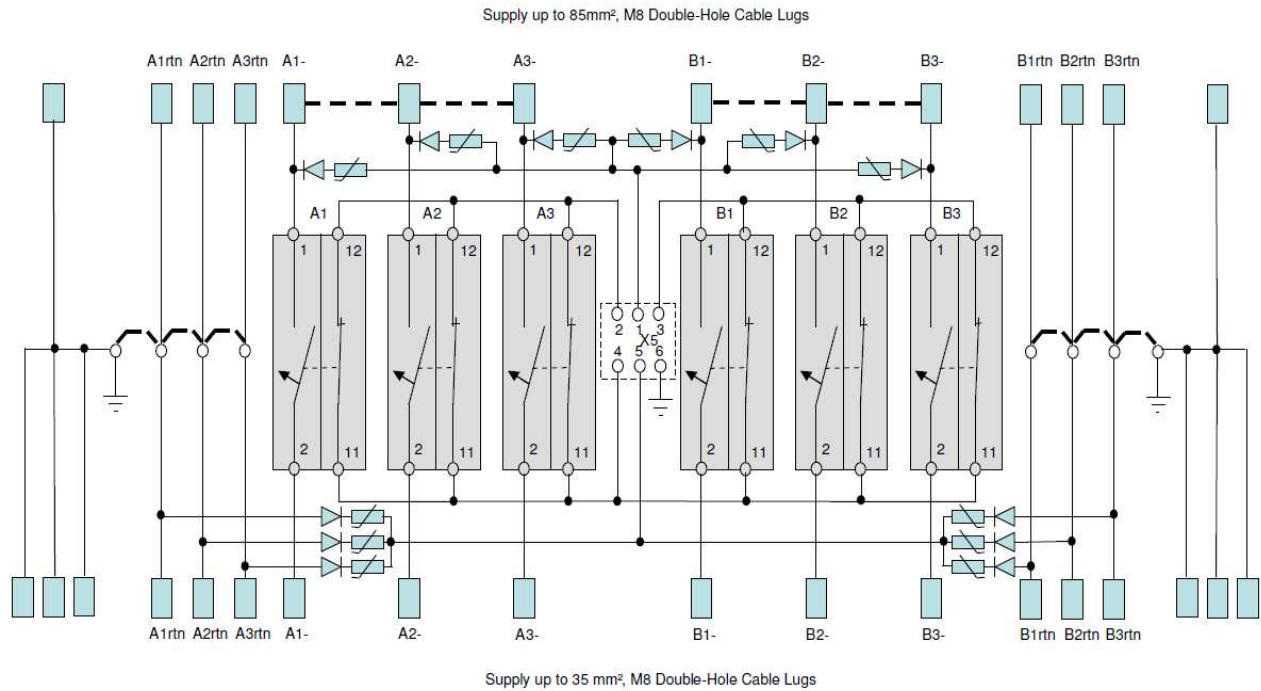 Supply up to 85mm², M8 Double-Hole Cable Lugs
A1rtn A2rtn A3rtn A1- A2- A3- B1- B2- B3- B1rtn B2rtn B3rtn
A1 A2 A3 B1 B2 B3
1 12 1 12 1 12 1 12 1 12 1 12
2 1 3
X5
4 5 6
2 11 2 11 2 11 2 11 2 11 2 11
A1rtn A2rtn A3rtn A1- A2- A3- B1- B2- B3- B1rtn B2rtn B3rtn
Supply up to 35 mm², M8 Double-Hole Cable Lugs